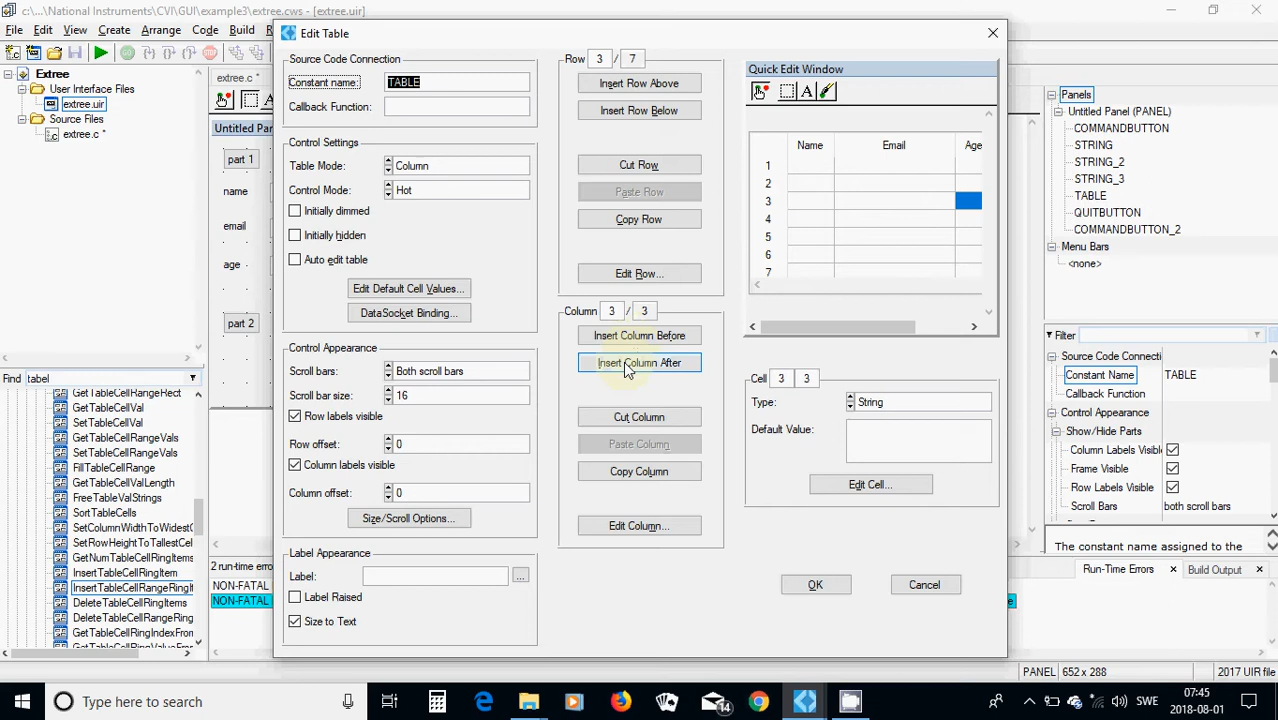 c:\...\National Instruments\CVI\GUI\example3\extree.cws - [extree.uir]
File Edit View Create Arrange Code Build
Extree
User Interface Files
extree.uir
Source Files
extree.c *
extree.c *
A
Untitled Par
part 1
name
email
age
part 2
Find tabel
GetTableCellRangeRect
GetTableCellVal
SetTableCellVal
GetTableCellRangeVals
SetTableCellRangeVals
FillTableCellRange
GetTableCellValLength
FreeTableValStrings
SortTableCells
SetColumnWidthToWidest
SetRowHeightToTallestC
GetNumTableCellRingItems
InsertTableCellRingItem
InsertTableCellRangeRingIt
DeleteTableCellRingItems
GetTableCellRingIndexFrom
GetTableCellRingValueFrom
2 run-time errors
NON-FATAL
NON-FATAL
Edit Table
Source Code Connection
Constant name: TABLE
Callback Function:
Control Settings
Table Mode: Column
Control Mode: Hot
Initially dimmed
Initially hidden
Auto edit table
Edit Default Cell Values...
DataSocket Binding...
Control Appearance
Scroll bars: Both scroll bars
Scroll bar size: 16
Row labels visible
Row offset: 0
Column labels visible
Column offset: 0
Size/Scroll Options...
Label Appearance
Label: ...
Label Raised
Size to Text
Row 3 / 7
Insert Row Above
Insert Row Below
Cut Row
Paste Row
Copy Row
Edit Row...
Column 3 / 3
Insert Column Before
Insert Column After
Cut Column
Paste Column
Copy Column
Edit Column...
Quick Edit Window
A
Name Email Age
1
2
3
4
5
6
7
Cell 3 3
Type: String
Default Value:
Edit Cell...
OK Cancel
Panels
Untitled Panel (PANEL)
COMMANDBUTTON
STRING
STRING_2
STRING_3
TABLE
QUITBUTTON
COMMANDBUTTON_2
Menu Bars
<none>
Filter
Source Code Connecti
Constant Name TABLE
Callback Function
Control Appearance
Show/Hide Parts
Column Labels Visibl
Frame Visible
Row Labels Visible
Scroll Bars both scroll bars
The constant name assigned to the
Run-Time Errors Build Output
PANEL 652 x 288 2017 UIR file
Type here to search
14
SWE
07:45
2018-08-01